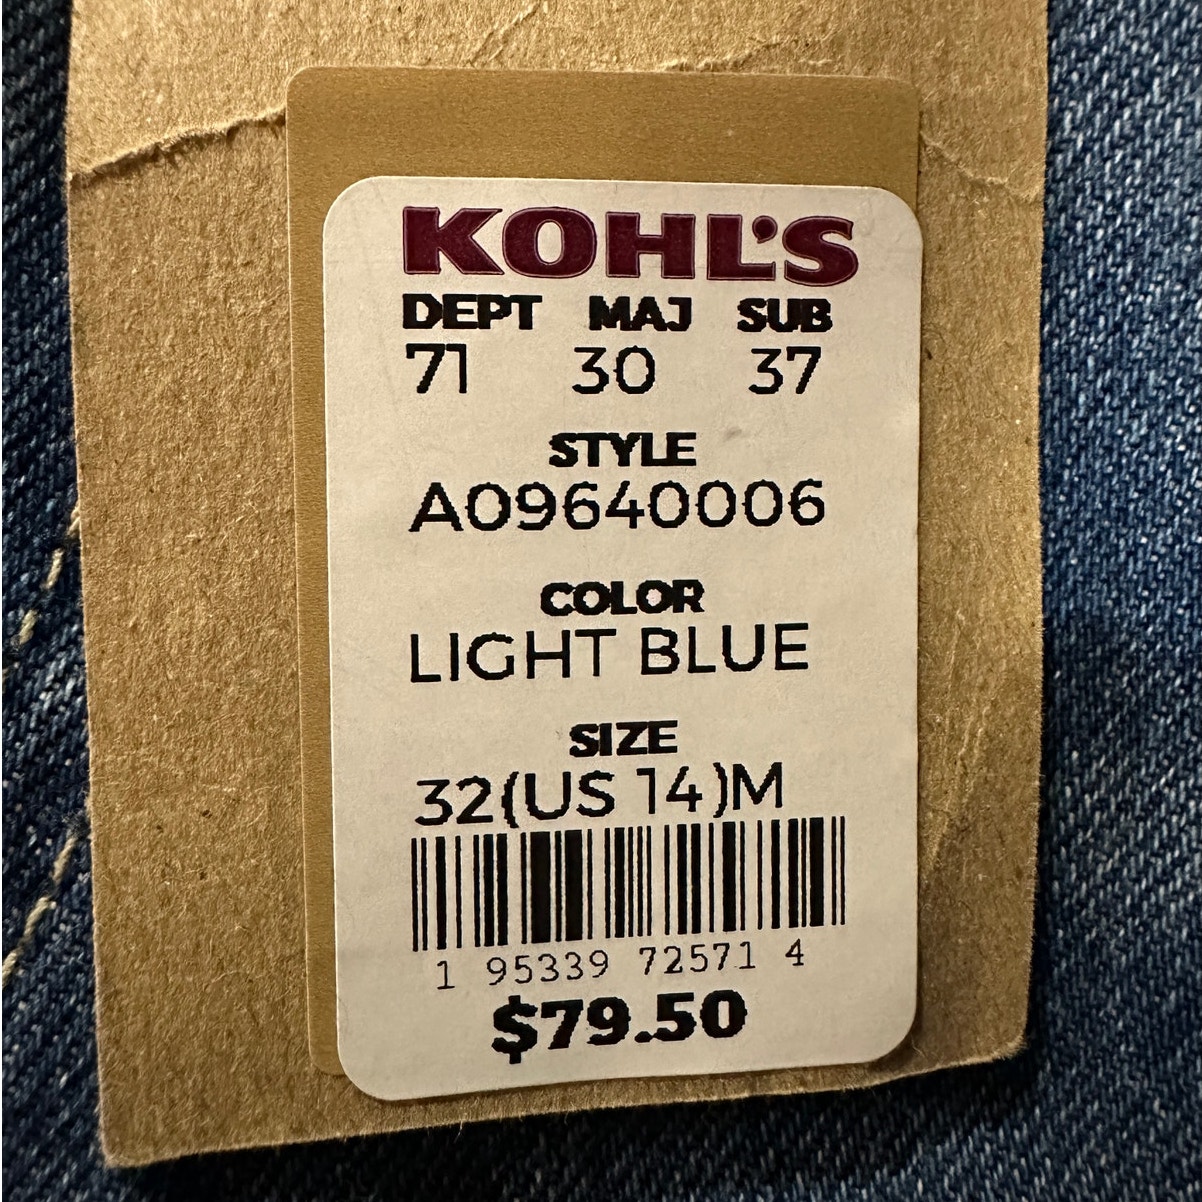 KOHL'S
DEPT MAJ SUB
71 30 37
STYLE
A09640006
COLOR
LIGHT BLUE
SIZE
32(US 14)M
1 95339 72571 4
$79.50